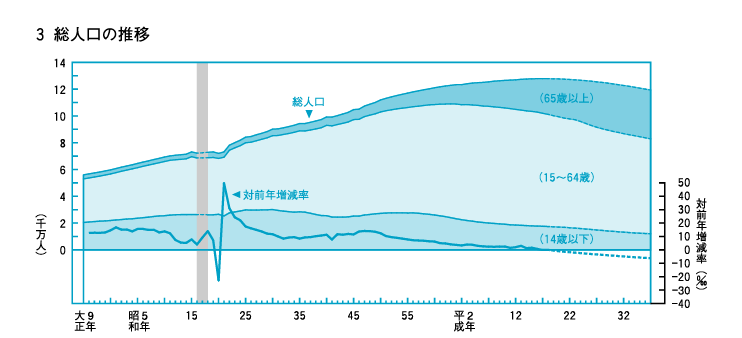 3 総人口の推移
14
12
10
8
6
4
2
0
(千万人)
総人口
対前年増減率
(65歳以上)
(15〜64歳)
(14歳以下)
50
40
30
20
10
0
-10
-20
-30
-40
対前年増減率(‰)
大正9年
昭和5年
15
25
35
45
55
平成2年
12
22
32